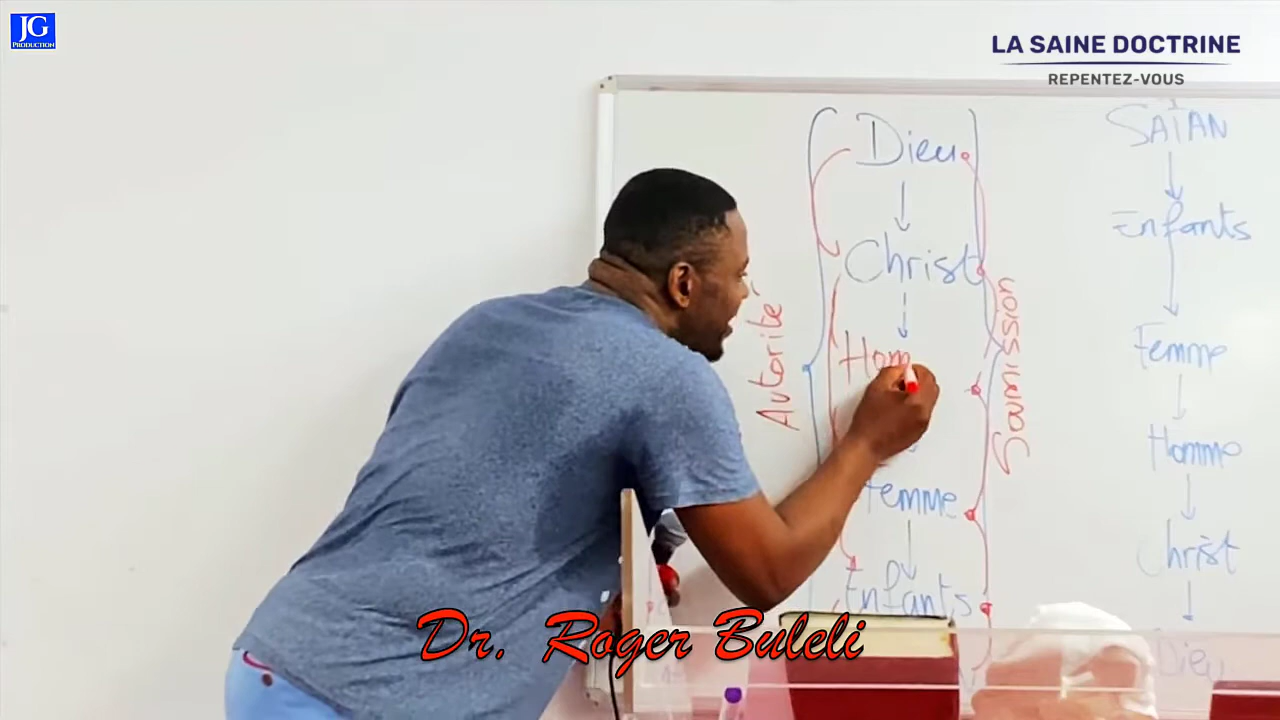 JG
PRODUCTION
LA SAINE DOCTRINE
REPENTEZ-VOUS
Dieu
Christ
Hom
Femme
Enfants
Autorité
Soumission
SATAN
Enfants
Femme
Homme
Christ
Dieu
Dr. Roger Buleli